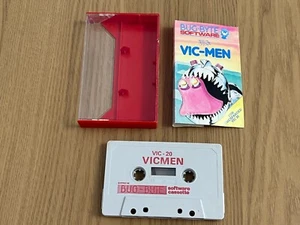 BUG-BYTE
SOFTWARE
VIC-MEN
VIC-20
VICMEN
BUG-BYTE
software
cassette